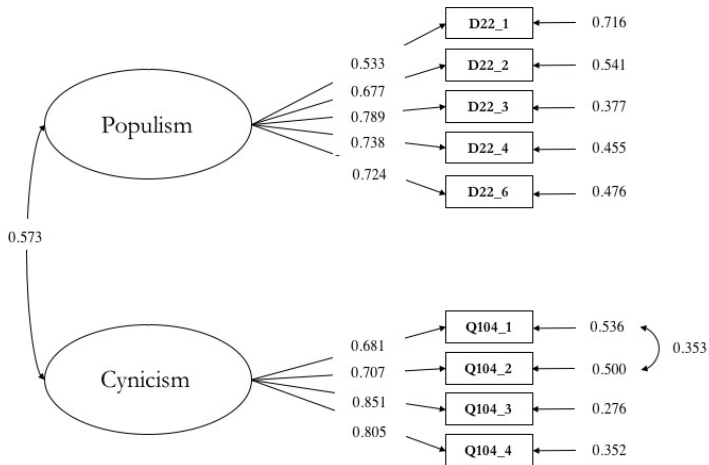 D22_1
0.716
0.533
D22_2
0.541
0.677
Populism
0.789
D22_3
0.377
0.738
D22_4
0.455
0.724
D22_6
0.476
0.573
Q104_1
0.536
0.681
0.353
Cynicism
0.707
Q104_2
0.500
0.851
Q104_3
0.276
0.805
Q104_4
0.352